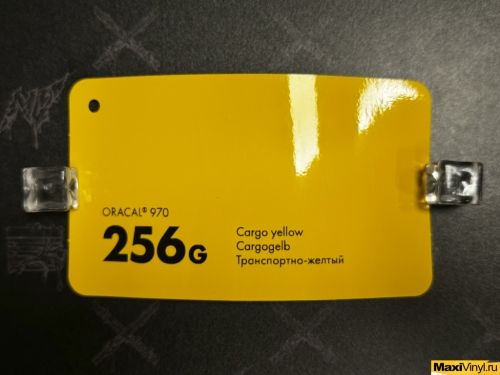 ORACAL® 970
256G
Cargo yellow
Cargogelb
Транспортно-желтый
MaxiVinyl.ru